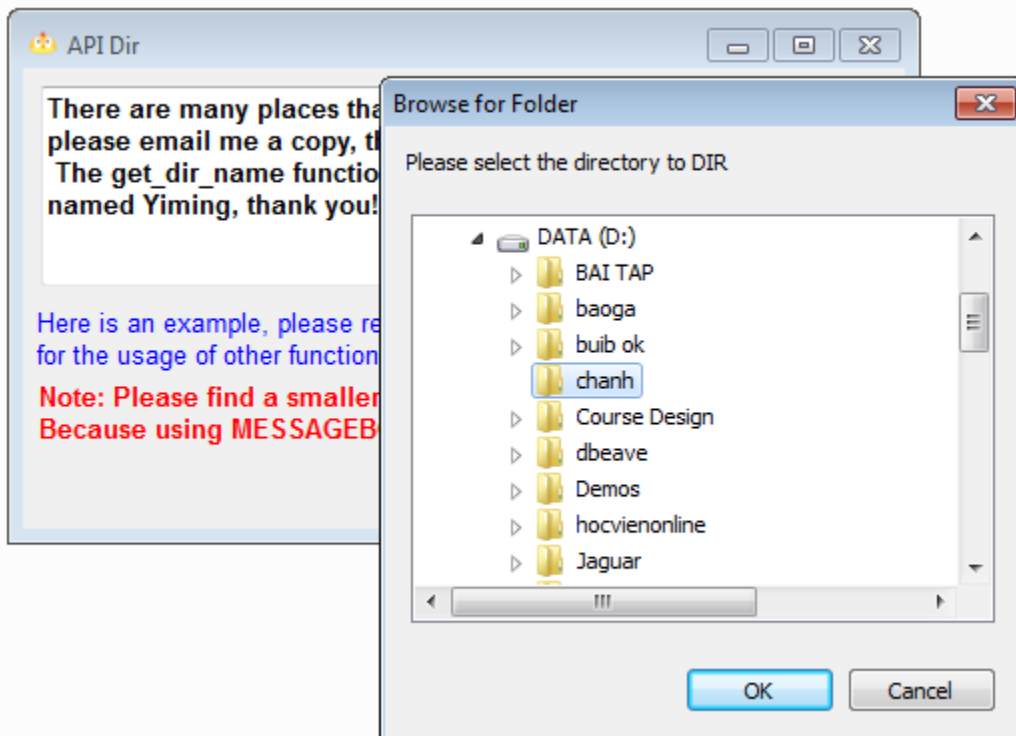 API Dir
There are many places tha
please email me a copy, th
The get_dir_name functio
named Yiming, thank you!
Here is an example, please re
for the usage of other function
Note: Please find a smaller
Because using MESSAGEB
Browse for Folder
Please select the directory to DIR
DATA (D:)
BAI TAP
baoga
buib ok
chanh
Course Design
dbeave
Demos
hocvienonline
Jaguar
OK
Cancel